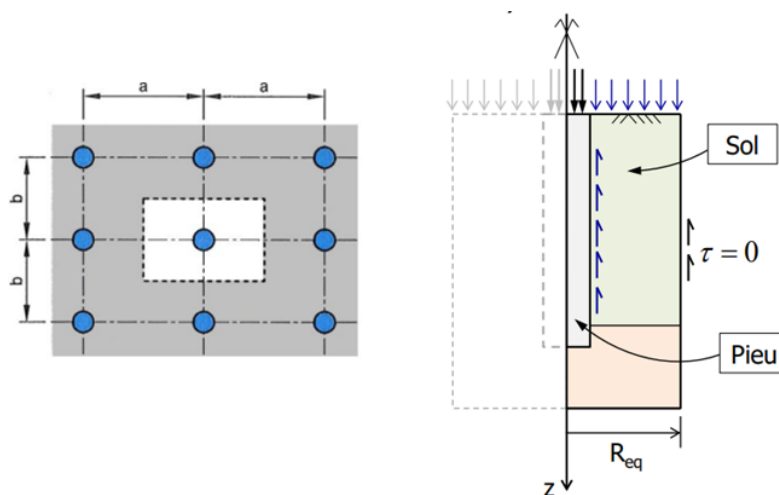 a a
b
b
Sol
τ = 0
Pieu
R_eq
z